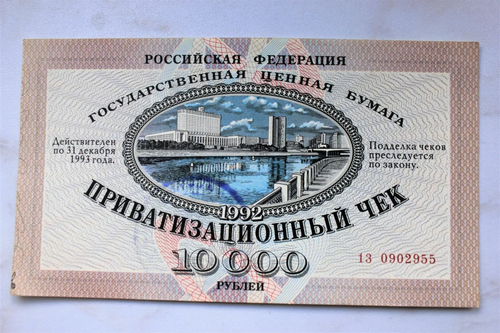 РОССИЙСКАЯ ФЕДЕРАЦИЯ
ГОСУДАРСТВЕННАЯ ЦЕННАЯ БУМАГА
Действителен
по 31 декабря
1993 года.
Подделка чеков
преследуется
по закону.
1992
ПРИВАТИЗАЦИОННЫЙ ЧЕК
10 000
РУБЛЕЙ
13 0902955